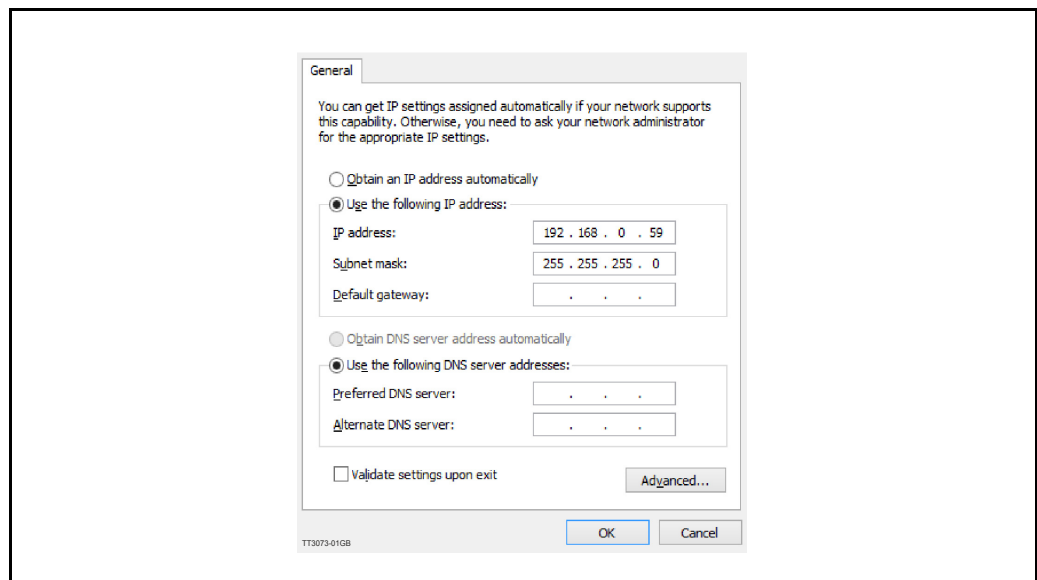 General
You can get IP settings assigned automatically if your network supports
this capability. Otherwise, you need to ask your network administrator
for the appropriate IP settings.
Obtain an IP address automatically
Use the following IP address:
IP address: 192 . 168 . 0 . 59
Subnet mask: 255 . 255 . 255 . 0
Default gateway: . . .
Obtain DNS server address automatically
Use the following DNS server addresses:
Preferred DNS server: . . .
Alternate DNS server: . . .
Validate settings upon exit
Advanced...
OK Cancel
TT3073-01GB